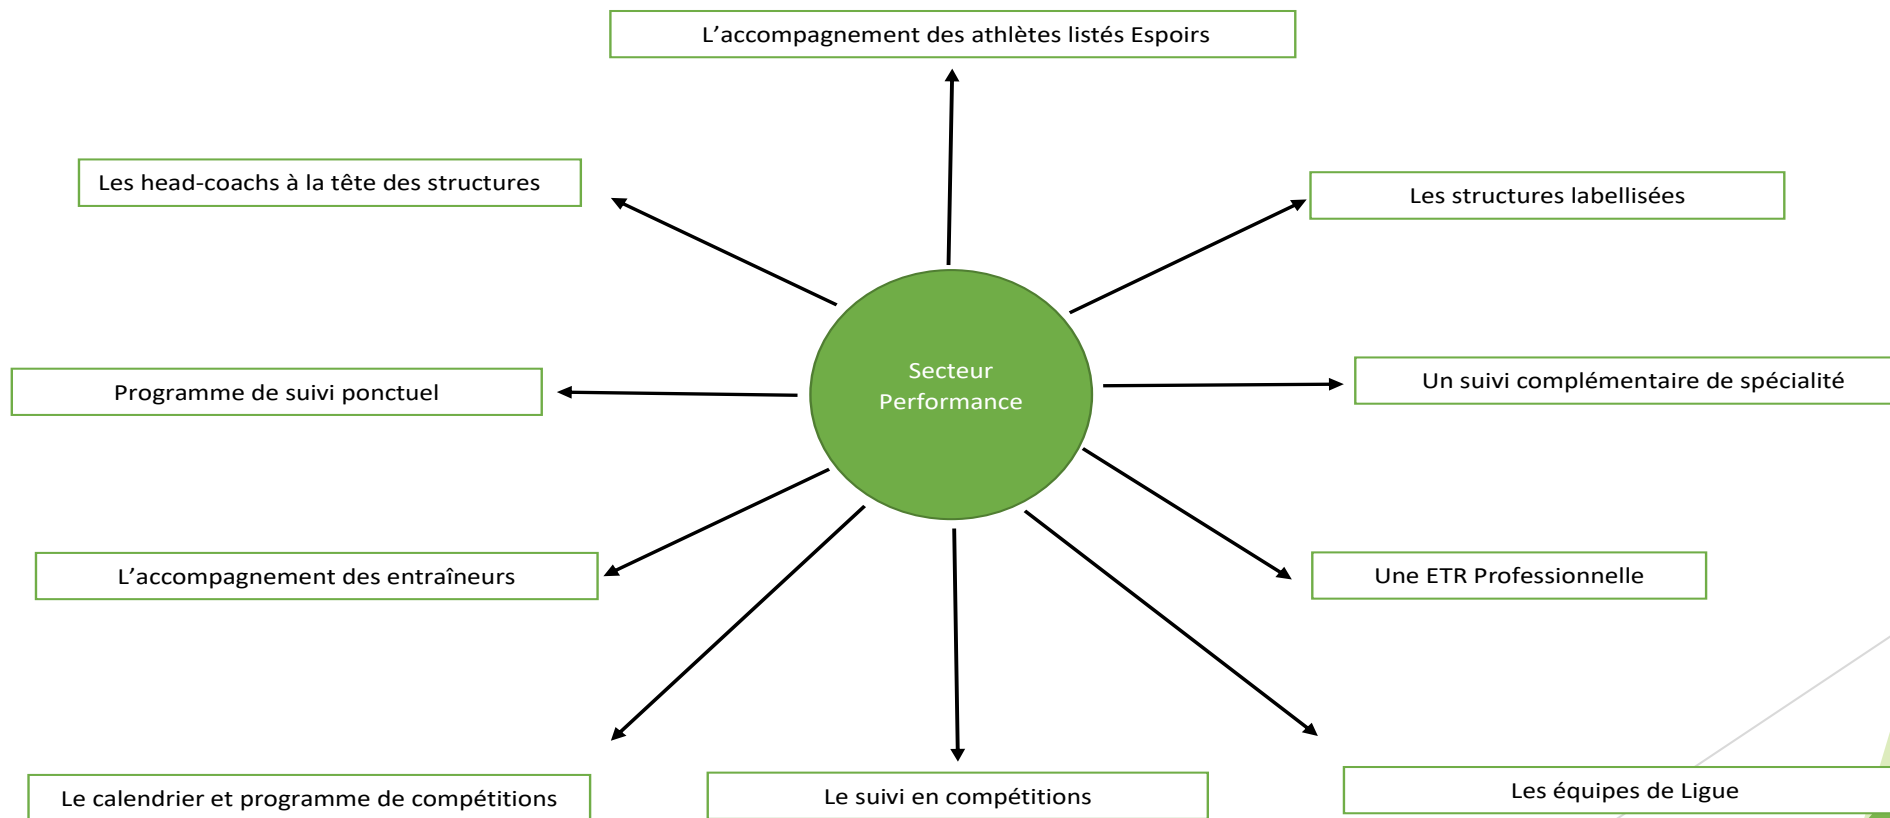 L’accompagnement des athlètes listés Espoirs
Les head-coachs à la tête des structures
Les structures labellisées
Secteur
Performance
Programme de suivi ponctuel
Un suivi complémentaire de spécialité
L’accompagnement des entraîneurs
Une ETR Professionnelle
Le calendrier et programme de compétitions
Le suivi en compétitions
Les équipes de Ligue